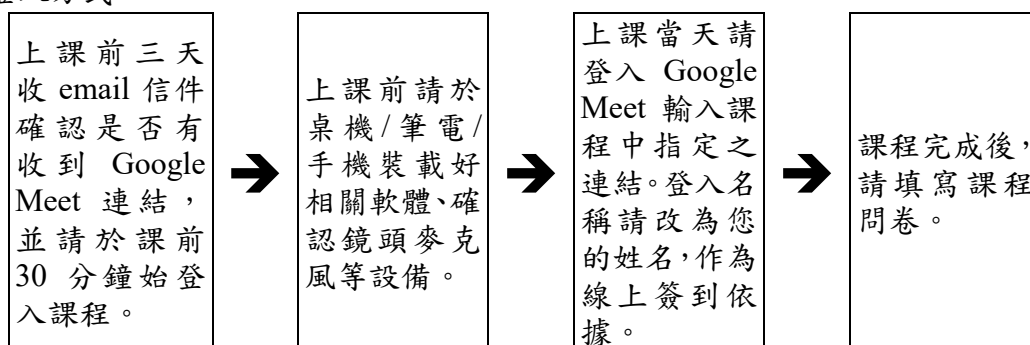 上課前三天
收 email 信件
確認是否有
收到 Google
Meet 連結，
並請於課前
30 分鐘始登
入課程。
上課前請於
桌機/筆電/
手機裝載好
相關軟體、確
認鏡頭麥克
風等設備。
上課當天請
登入 Google
Meet 輸入課
程中指定之
連結。登入名
稱請改為您
的姓名，作為
線上簽到依
據。
課程完成後，
請填寫課程
問卷。